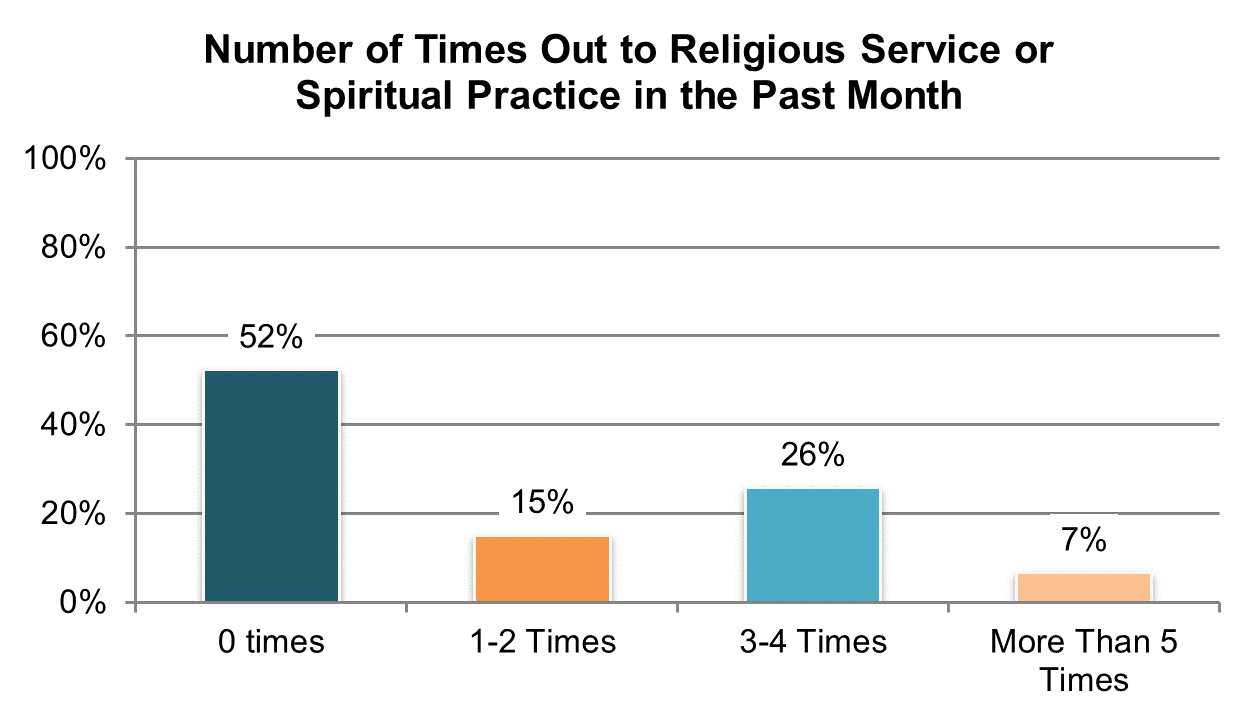 Number of Times Out to Religious Service or
Spiritual Practice in the Past Month
100%
80%
60%
40%
20%
0%
52%
15%
26%
7%
0 times
1-2 Times
3-4 Times
More Than 5
Times